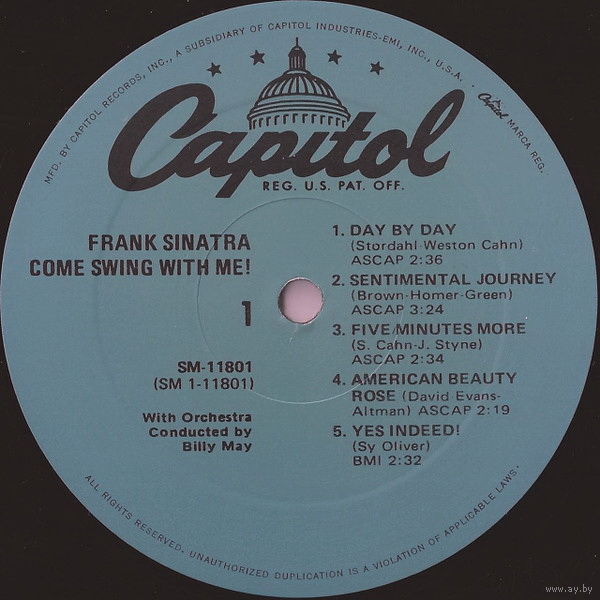 MFD. BY CAPITOL RECORDS, INC., A SUBSIDIARY OF CAPITOL INDUSTRIES-EMI, INC., U.S.A. · Capitol MARCA REG.
Capitol
REG. U.S. PAT. OFF.
FRANK SINATRA
COME SWING WITH ME!
1
SM-11801
(SM 1-11801)
With Orchestra
Conducted by
Billy May
1. DAY BY DAY
(Stordahl-Weston Cahn)
ASCAP 2:36
2. SENTIMENTAL JOURNEY
(Brown-Homer-Green)
ASCAP 3:24
3. FIVE MINUTES MORE
(S. Cahn-J. Styne)
ASCAP 2:34
4. AMERICAN BEAUTY
ROSE (David-Evans-
Altman) ASCAP 2:19
5. YES INDEED!
(Sy Oliver)
BMI 2:32
ALL RIGHTS RESERVED. UNAUTHORIZED DUPLICATION IS A VIOLATION OF APPLICABLE LAWS.
www.ay.by